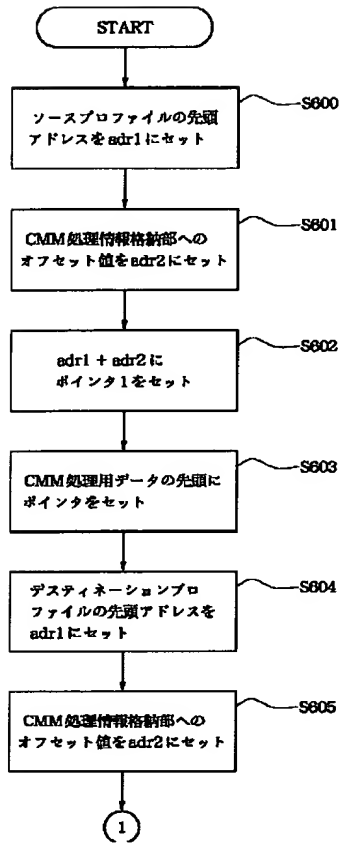 START
ソースプロファイルの先頭
アドレスをadr1にセット
S600
CMM処理情報格納部への
オフセット値をadr2にセット
S601
adr1 + adr2に
ポインタ1をセット
S602
CMM処理用データの先頭に
ポインタをセット
S603
デスティネーションプロ
ファイルの先頭アドレスを
adr1にセット
S604
CMM処理情報格納部への
オフセット値をadr2にセット
S605
1